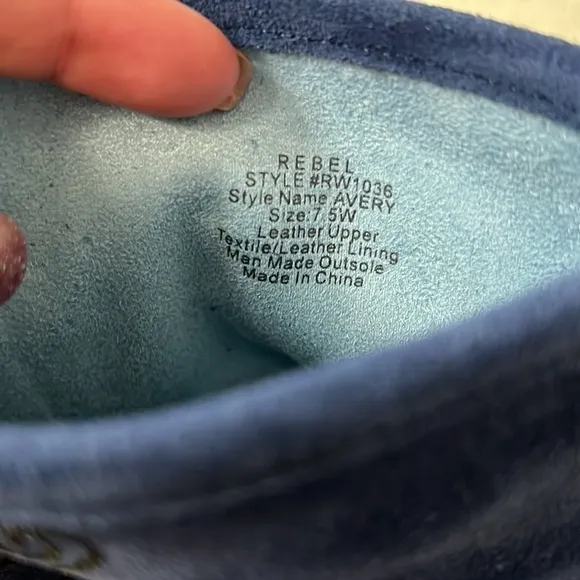 REBEL
STYLE #RW1036
Style Name AVERY
Size:7.5W
Leather Upper
Textile/Leather Lining
Man Made Outsole
Made In China